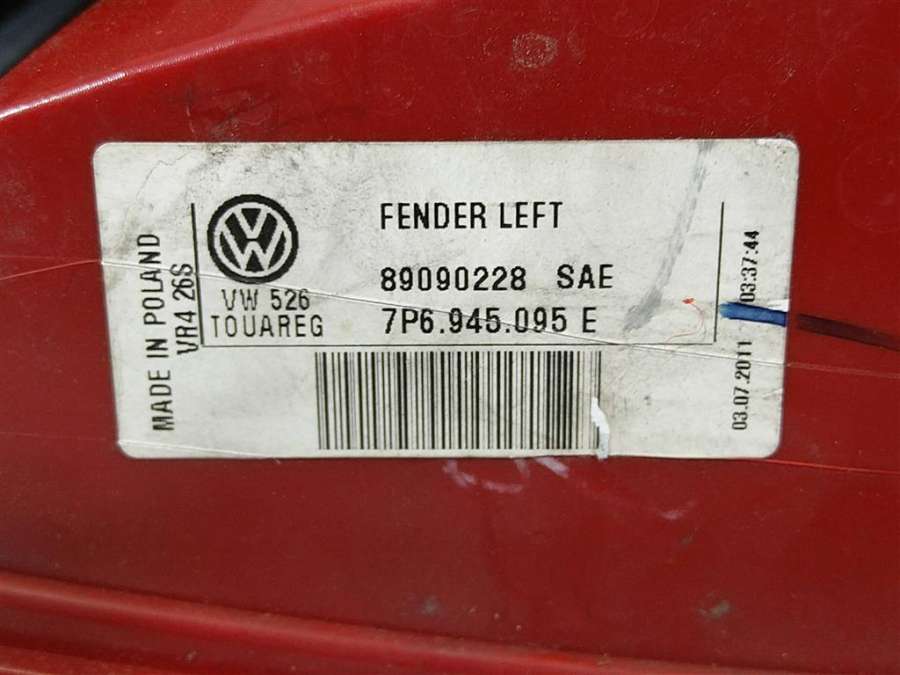 MADE IN POLAND
VR4 26S
VW 526
TOUAREG
FENDER LEFT
89090228 SAE
7P6.945.095 E
03.07.2011 03:37:44